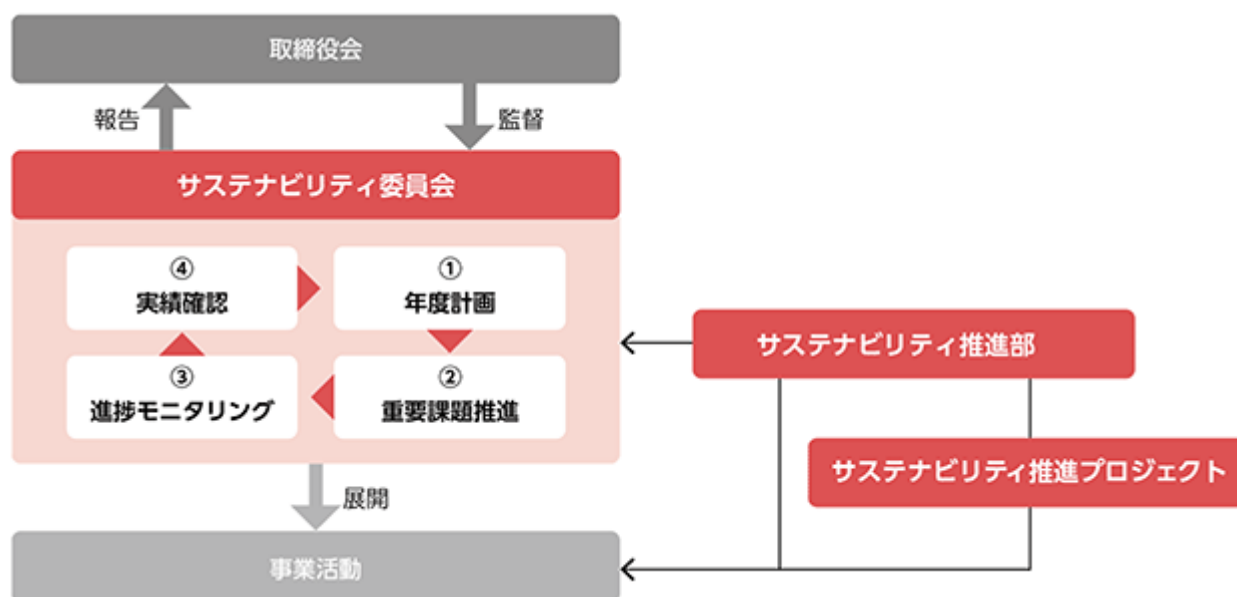 取締役会
報告
監督
サステナビリティ委員会
④
実績確認
①
年度計画
③
進捗モニタリング
②
重要課題推進
サステナビリティ推進部
サステナビリティ推進プロジェクト
展開
事業活動